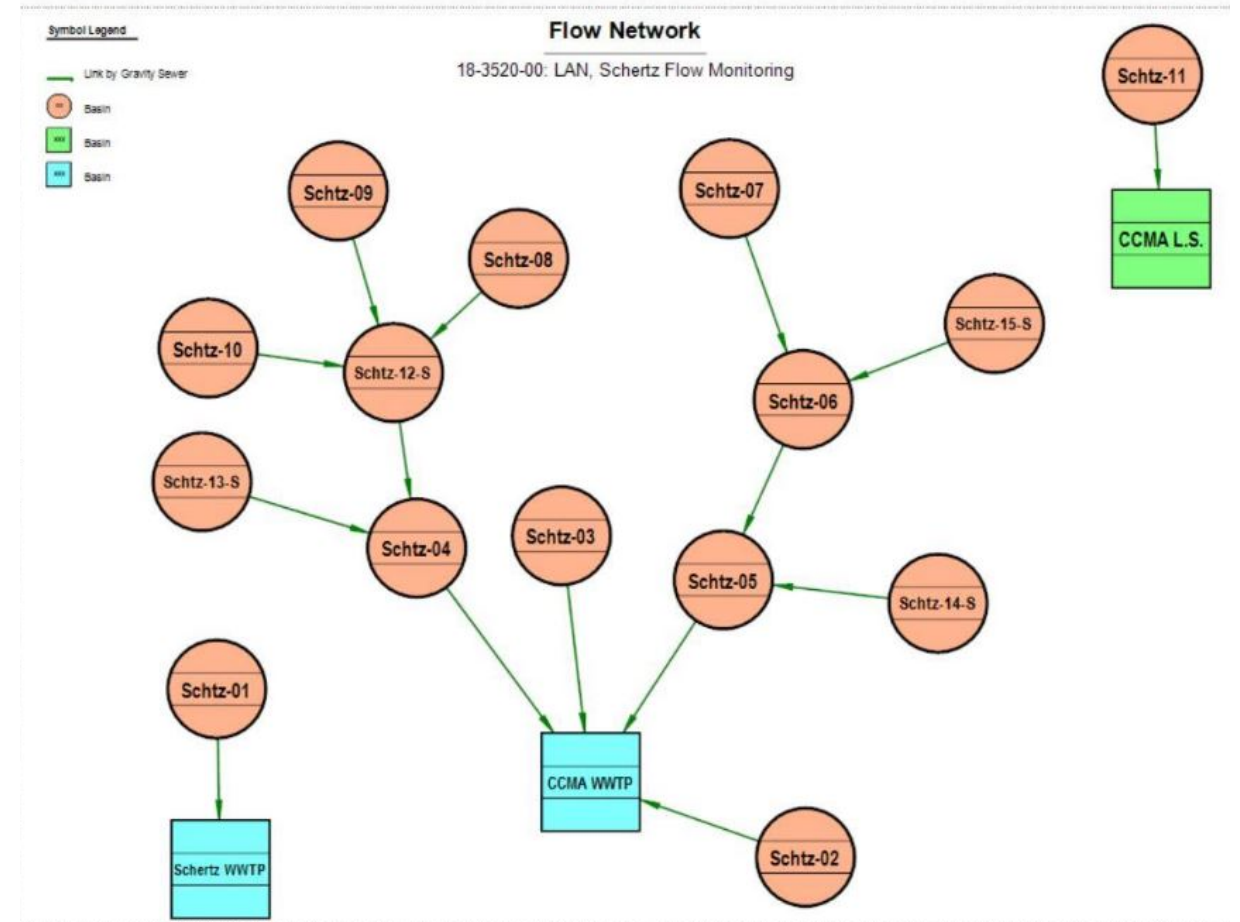 Symbol Legend
Flow Network
18-3520-00: LAN, Schertz Flow Monitoring
Link by Gravity Sewer
Basin
xxx
Basin
xxx
Basin
Schtz-11
Schtz-09
Schtz-07
CCMA L.S.
Schtz-08
Schtz-15-S
Schtz-10
Schtz-12-S
Schtz-06
Schtz-13-S
Schtz-03
Schtz-04
Schtz-05
Schtz-14-S
Schtz-01
CCMA WWTP
Schtz-02
Schertz WWTP